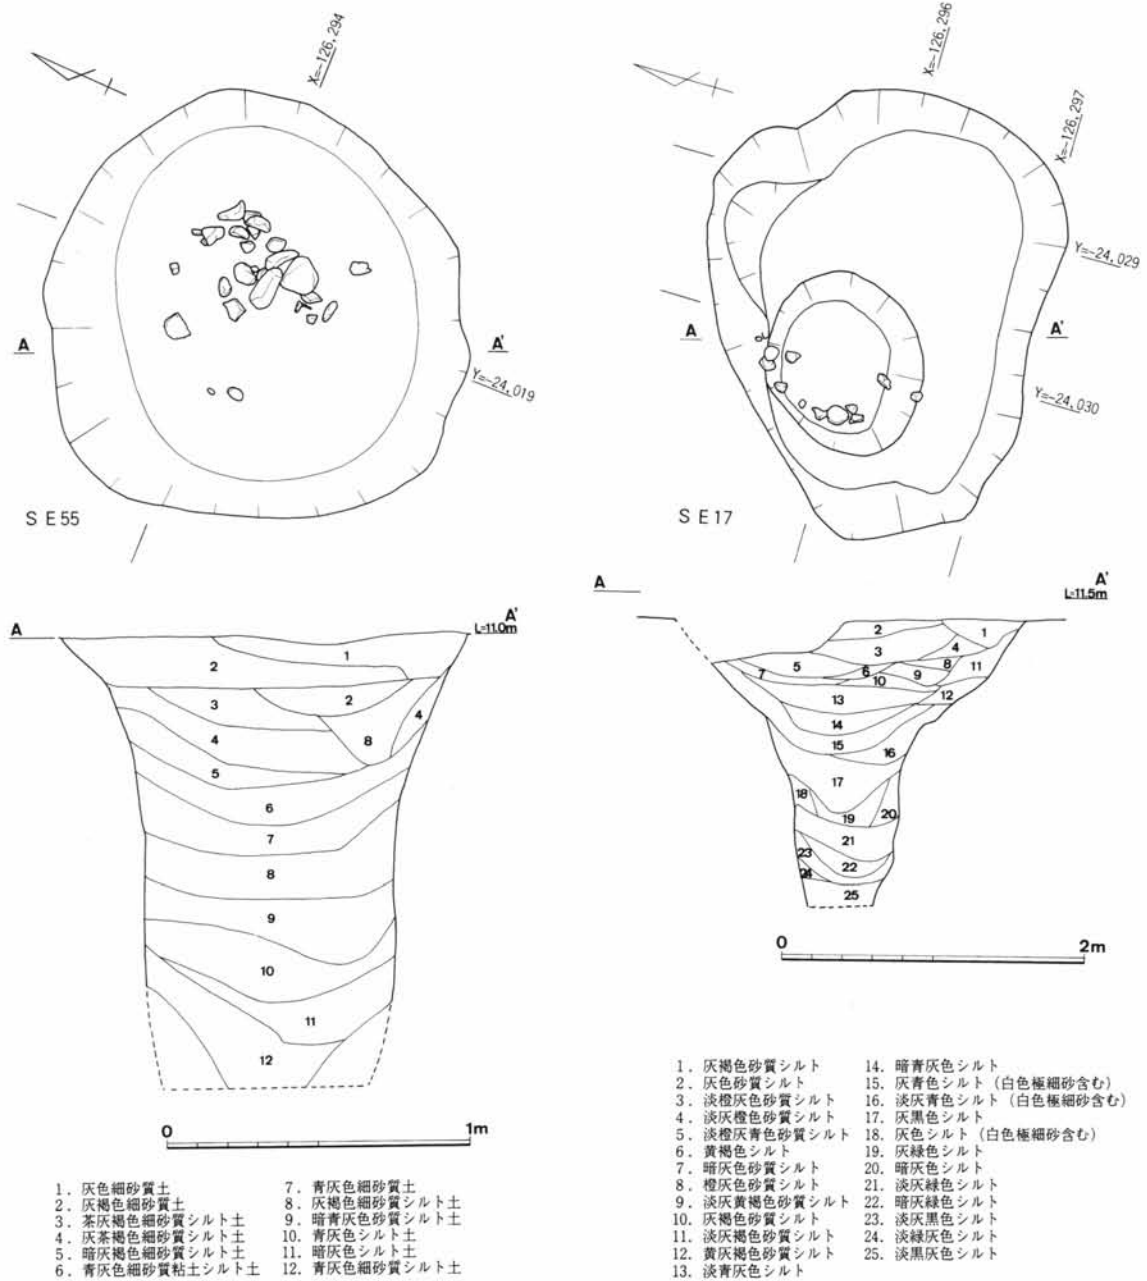 X=-126,294
A
A'
Y=-24,019
S E 55
X=-126,296
X=-126,297
Y=-24,029
A
A'
Y=-24,030
S E 17
A
A'
L=11.0m
1
2
2
3
4
4
8
5
6
7
8
9
10
11
12
0 1m
A
A'
L=11.5m
1
2
3
4
5
6
7
8
9
10
11
12
13
14
15
16
17
18
19
20
21
22
23
24
25
0 2m
1. 灰色細砂質土
2. 灰褐色細砂質土
3. 茶灰褐色細砂質シルト土
4. 灰茶褐色細砂質シルト土
5. 暗灰褐色細砂質シルト土
6. 青灰色細砂質粘土シルト土
7. 青灰色細砂質土
8. 灰褐色細砂質シルト土
9. 暗青灰色砂質シルト土
10. 青灰色シルト土
11. 暗灰色シルト土
12. 青灰色細砂質シルト土
1. 灰褐色砂質シルト
2. 灰色砂質シルト
3. 淡橙灰色砂質シルト
4. 淡灰橙色砂質シルト
5. 淡橙灰青色砂質シルト
6. 黄褐色シルト
7. 暗灰色砂質シルト
8. 橙灰色砂質シルト
9. 淡灰黄褐色砂質シルト
10. 灰褐色砂質シルト
11. 淡灰褐色砂質シルト
12. 黄灰褐色砂質シルト
13. 淡青灰色シルト
14. 暗青灰色シルト
15. 灰青色シルト (白色極細砂含む)
16. 淡灰青色シルト (白色極細砂含む)
17. 灰黒色シルト
18. 灰色シルト (白色極細砂含む)
19. 灰緑色シルト
20. 暗灰色シルト
21. 淡灰緑色シルト
22. 暗灰緑色シルト
23. 淡灰黒色シルト
24. 淡緑灰色シルト
25. 淡黒灰色シルト